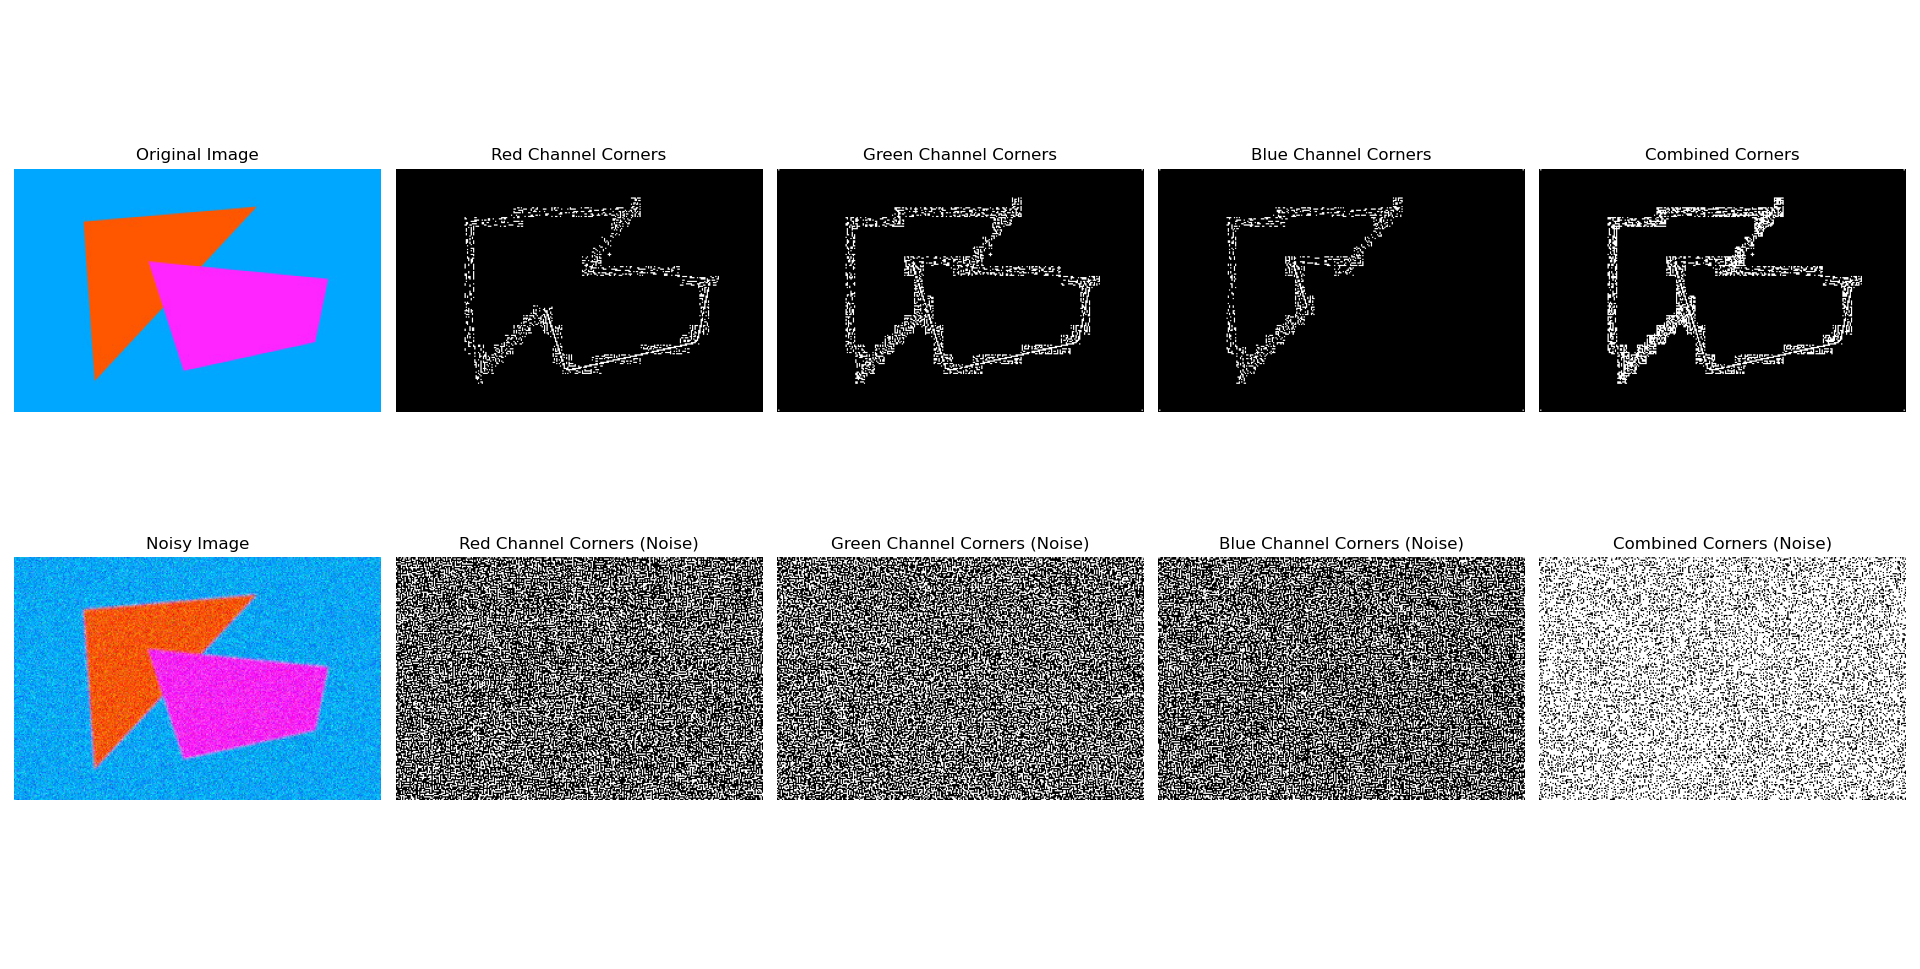 Original Image
Red Channel Corners
Green Channel Corners
Blue Channel Corners
Combined Corners
Noisy Image
Red Channel Corners (Noise)
Green Channel Corners (Noise)
Blue Channel Corners (Noise)
Combined Corners (Noise)